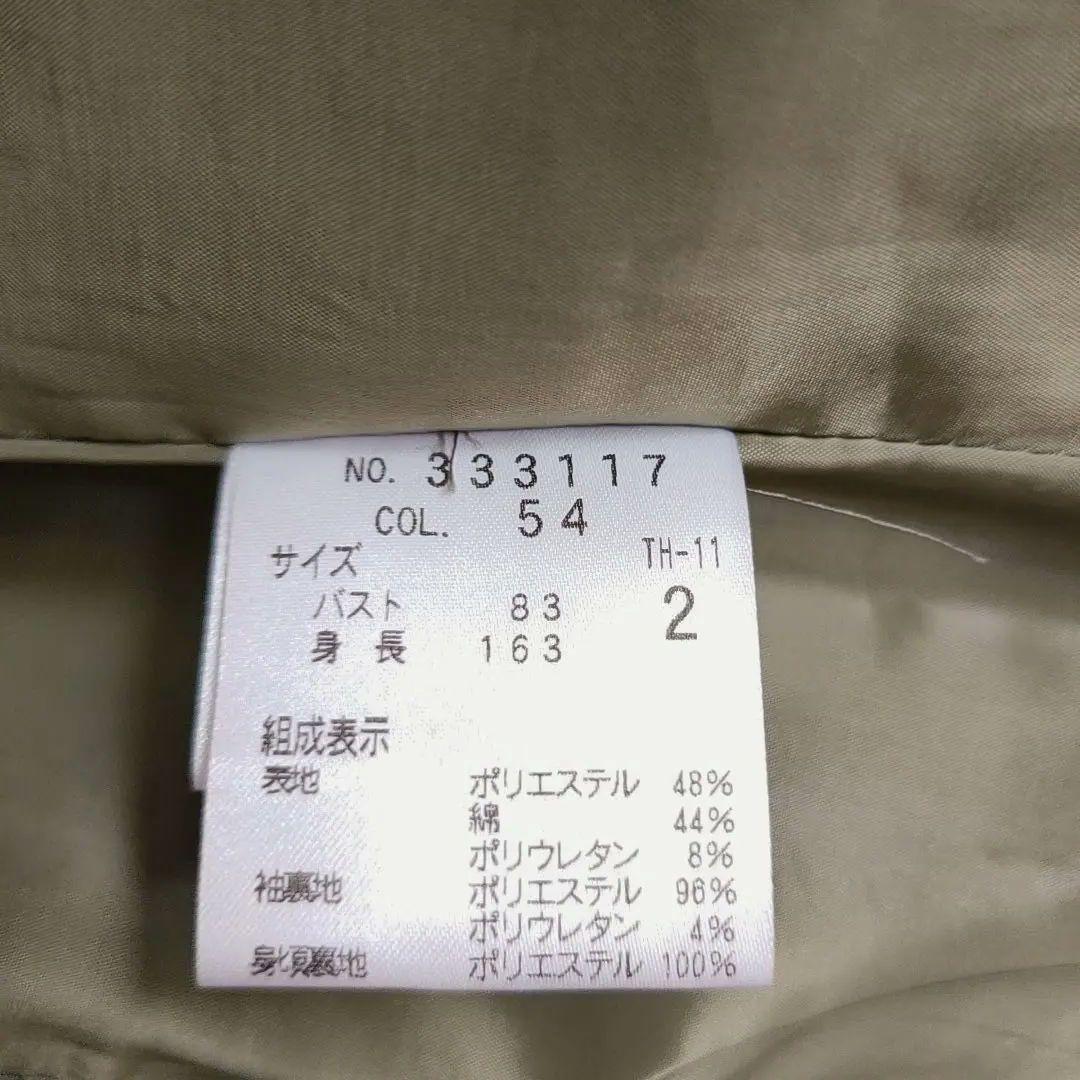 NO. 333117
COL. 54
サイズ TH-11
バスト 83 2
身長 163
組成表示
表地 ポリエステル 48%
綿 44%
ポリウレタン 8%
袖裏地 ポリエステル 96%
ポリウレタン 4%
身頃裏地 ポリエステル 100%